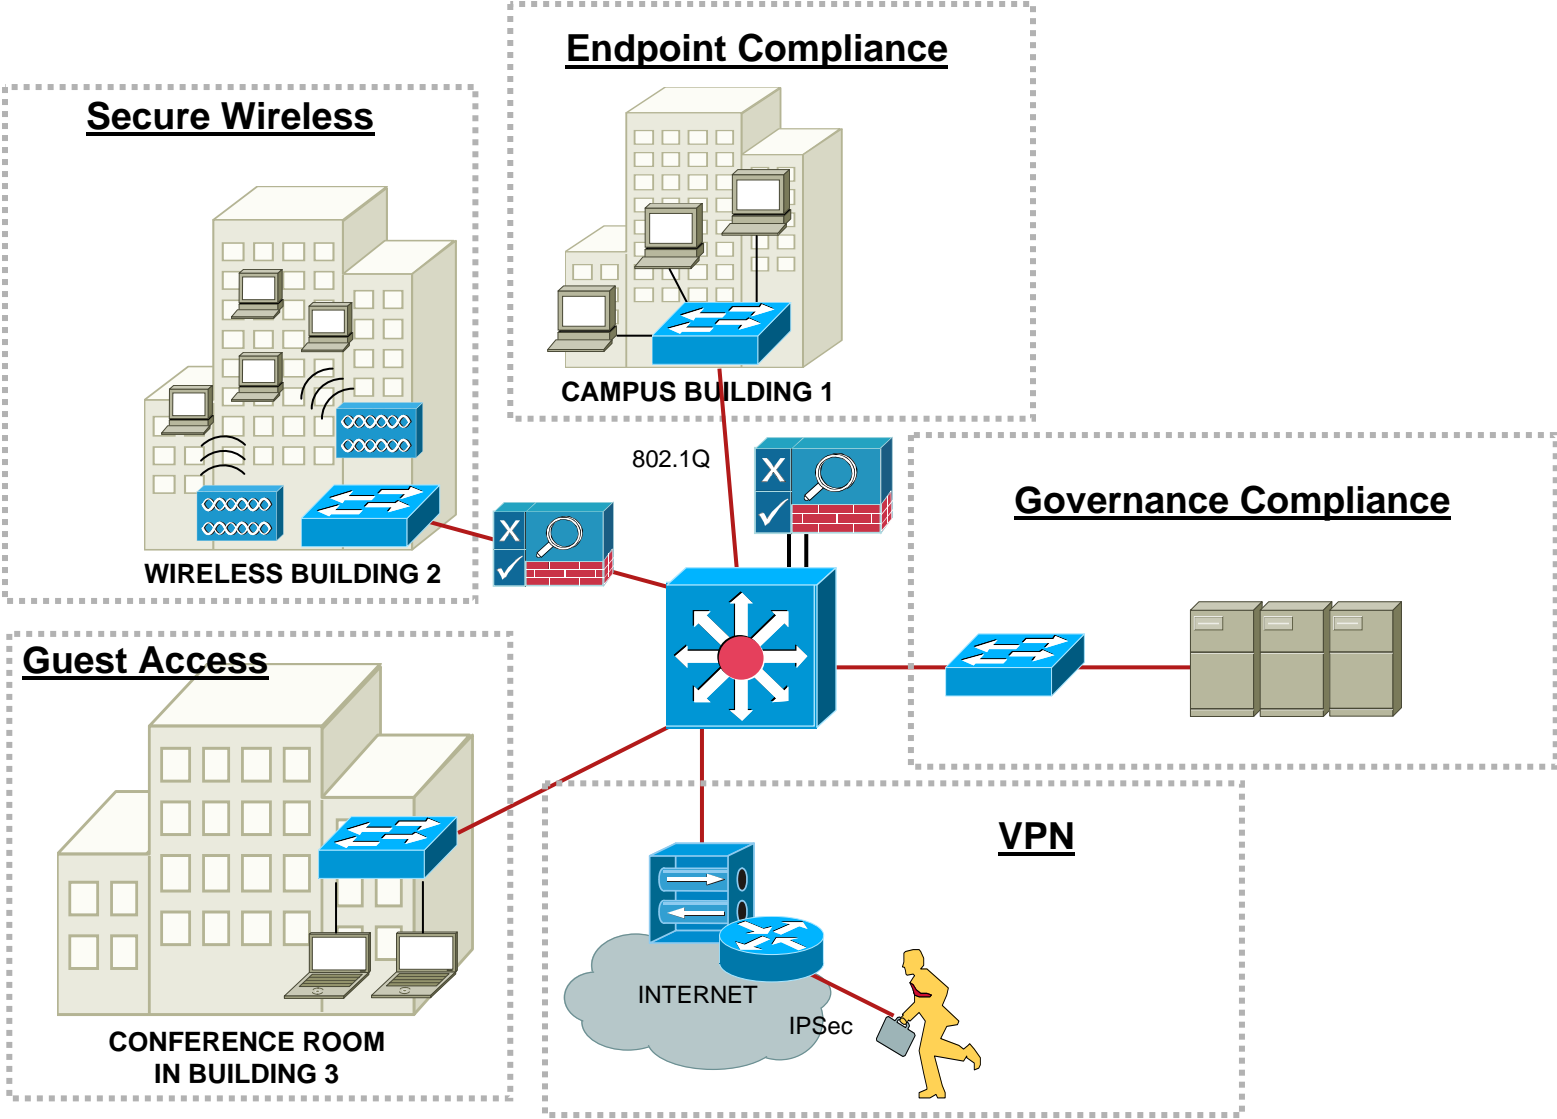 Endpoint Compliance
Secure Wireless
CAMPUS BUILDING 1
802.1Q
X
Governance Compliance
X
WIRELESS BUILDING 2
Guest Access
VPN
INTERNET
IPSec
CONFERENCE ROOM
IN BUILDING 3